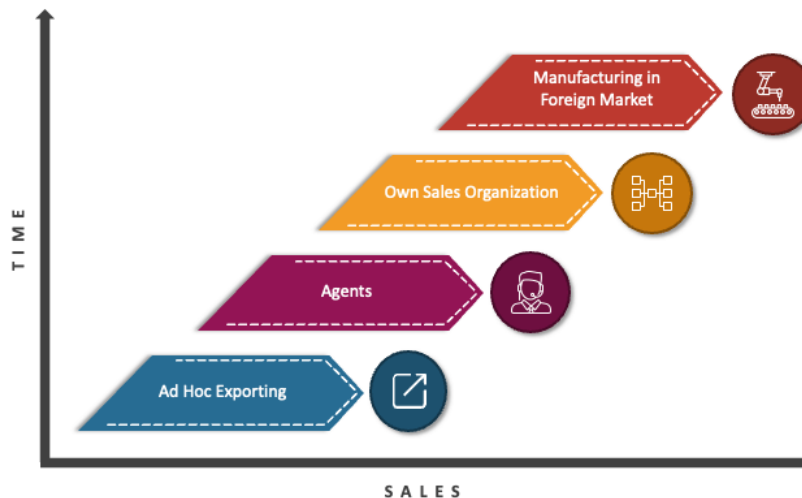 Manufacturing in
Foreign Market
Own Sales Organization
Agents
Ad Hoc Exporting
TIME
SALES